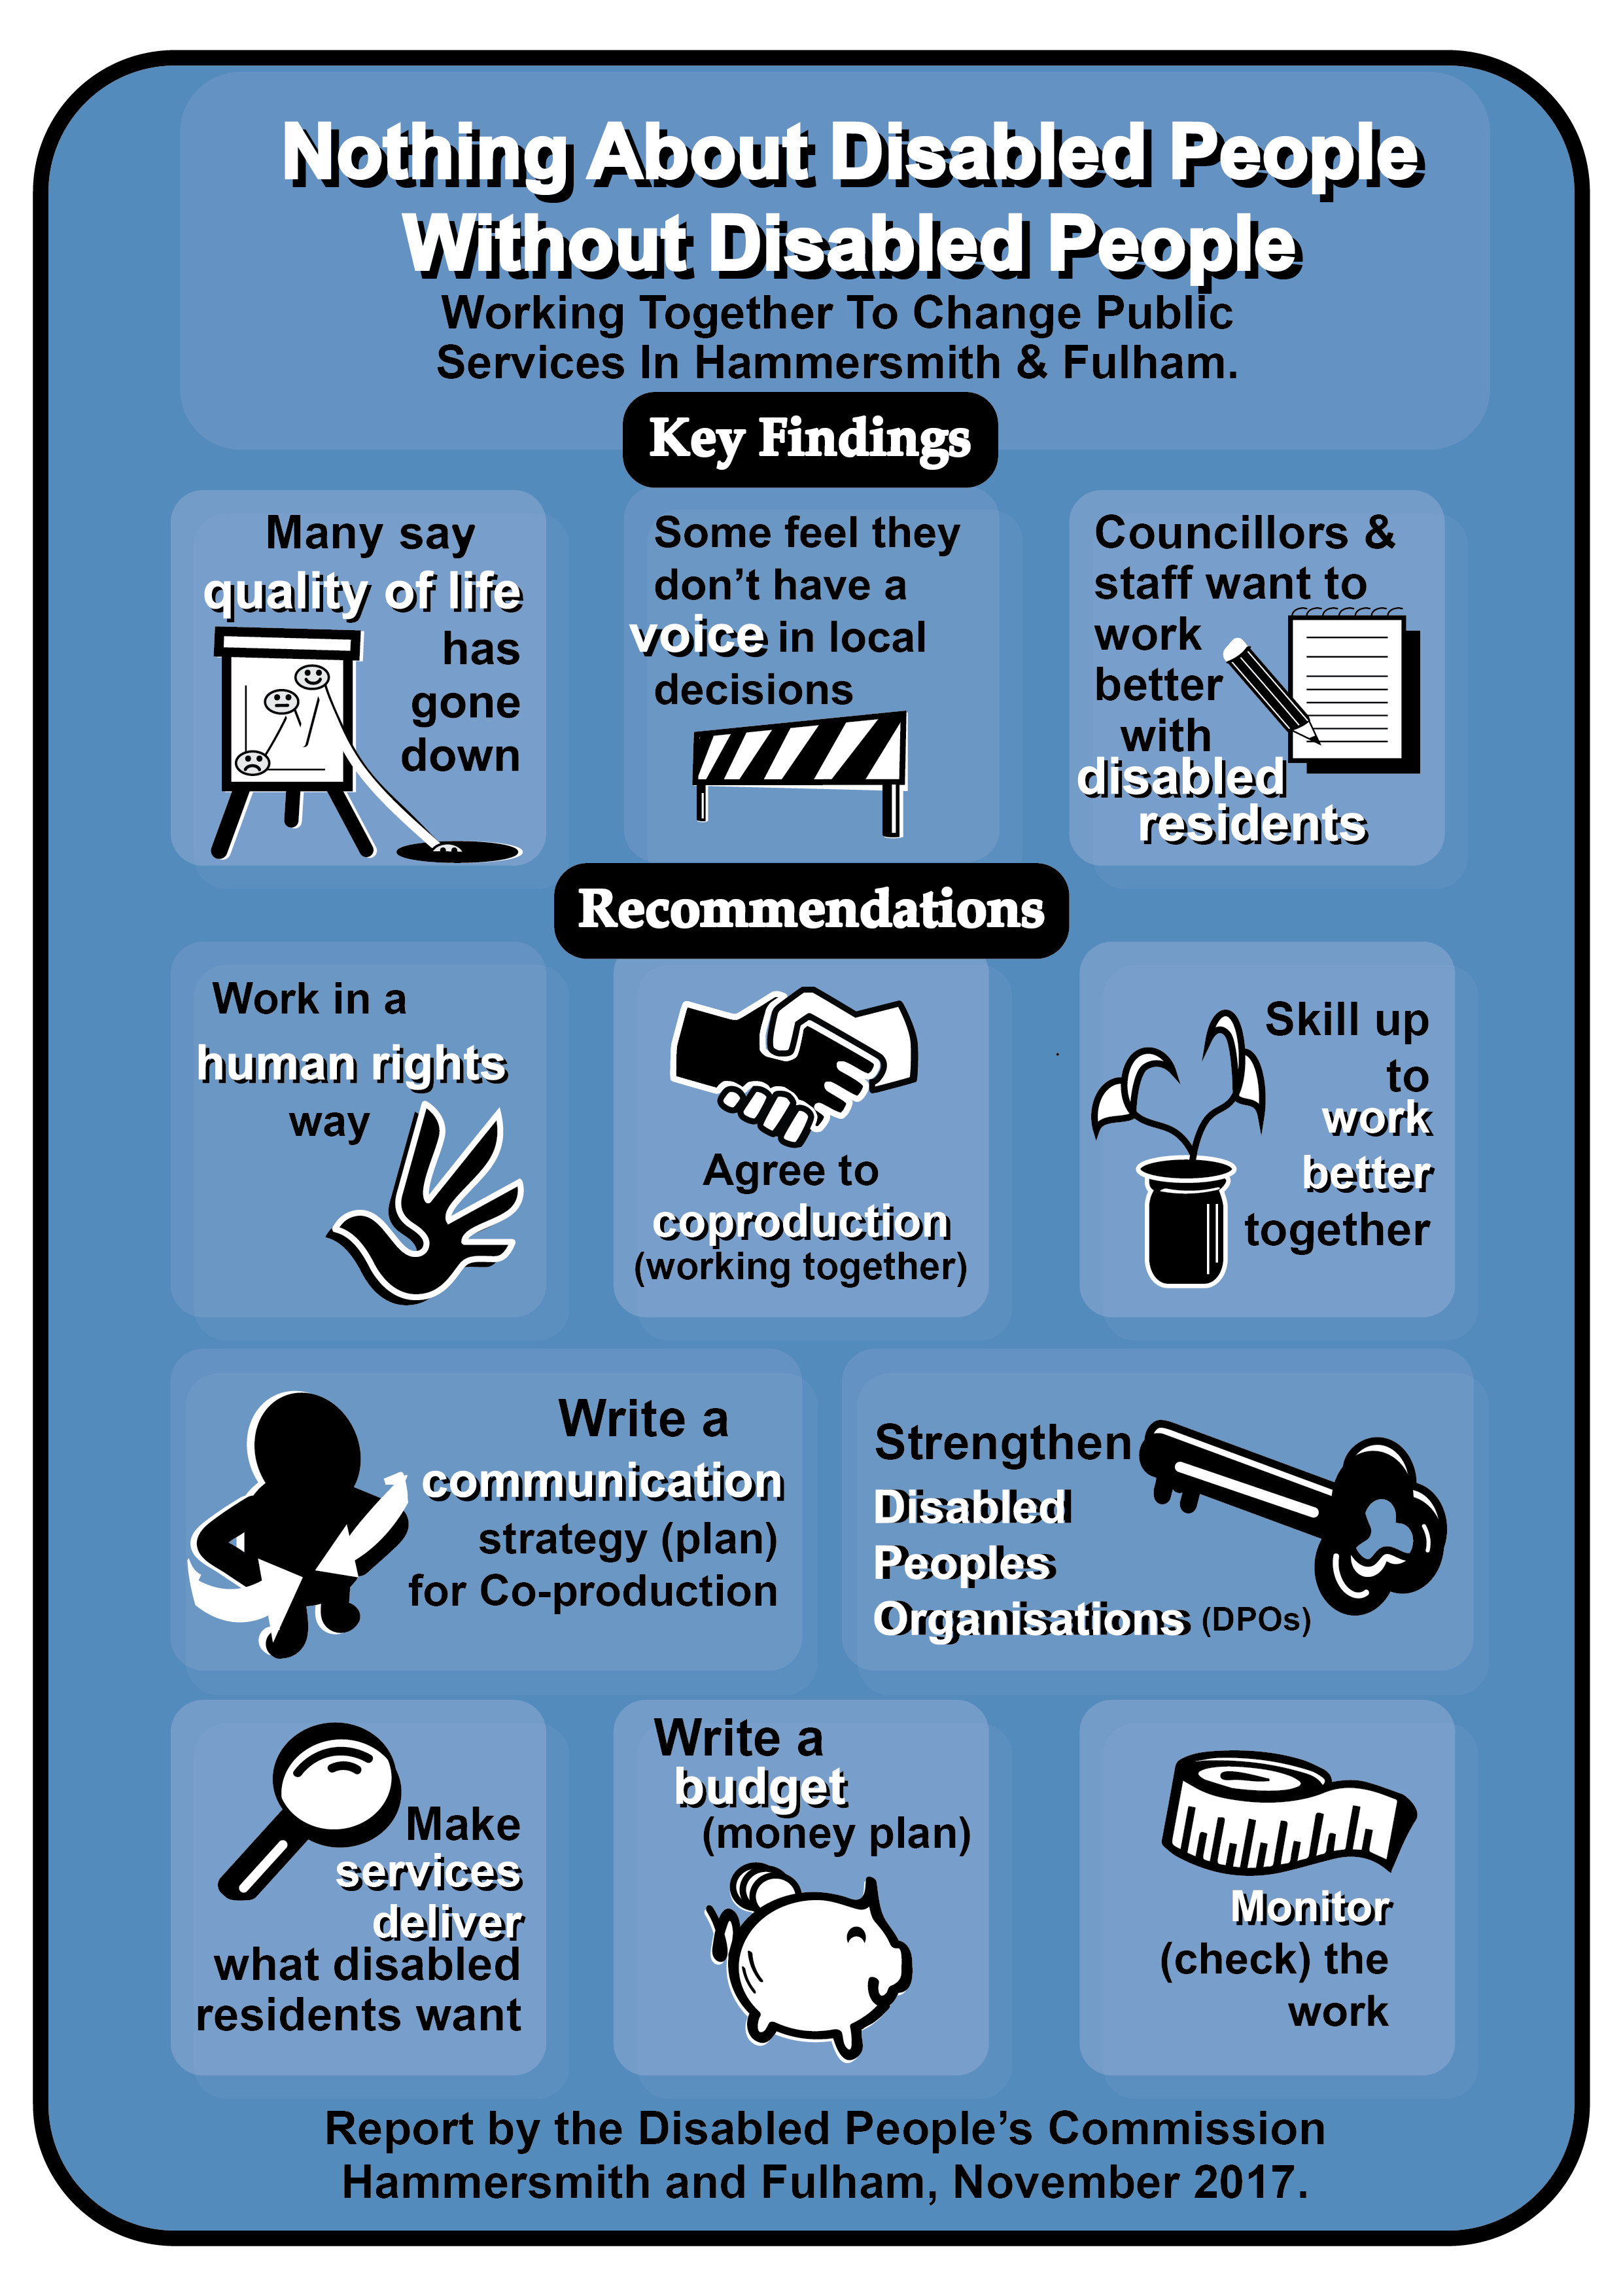 Nothing About Disabled People
Without Disabled People
Working Together To Change Public
Services In Hammersmith & Fulham.
Key Findings
Many say
quality of life
has
gone
down
Some feel they
don’t have a
voice in local
decisions
Councillors &
staff want to
work
better
with
disabled
residents
Recommendations
Work in a
human rights
way
Agree to
coproduction
(working together)
Skill up
to
work
better
together
Write a
communication
strategy (plan)
for Co-production
Strengthen
Disabled
Peoples
Organisations (DPOs)
Make
services
deliver
what disabled
residents want
Write a
budget
(money plan)
Monitor
(check) the
work
Report by the Disabled People’s Commission
Hammersmith and Fulham, November 2017.